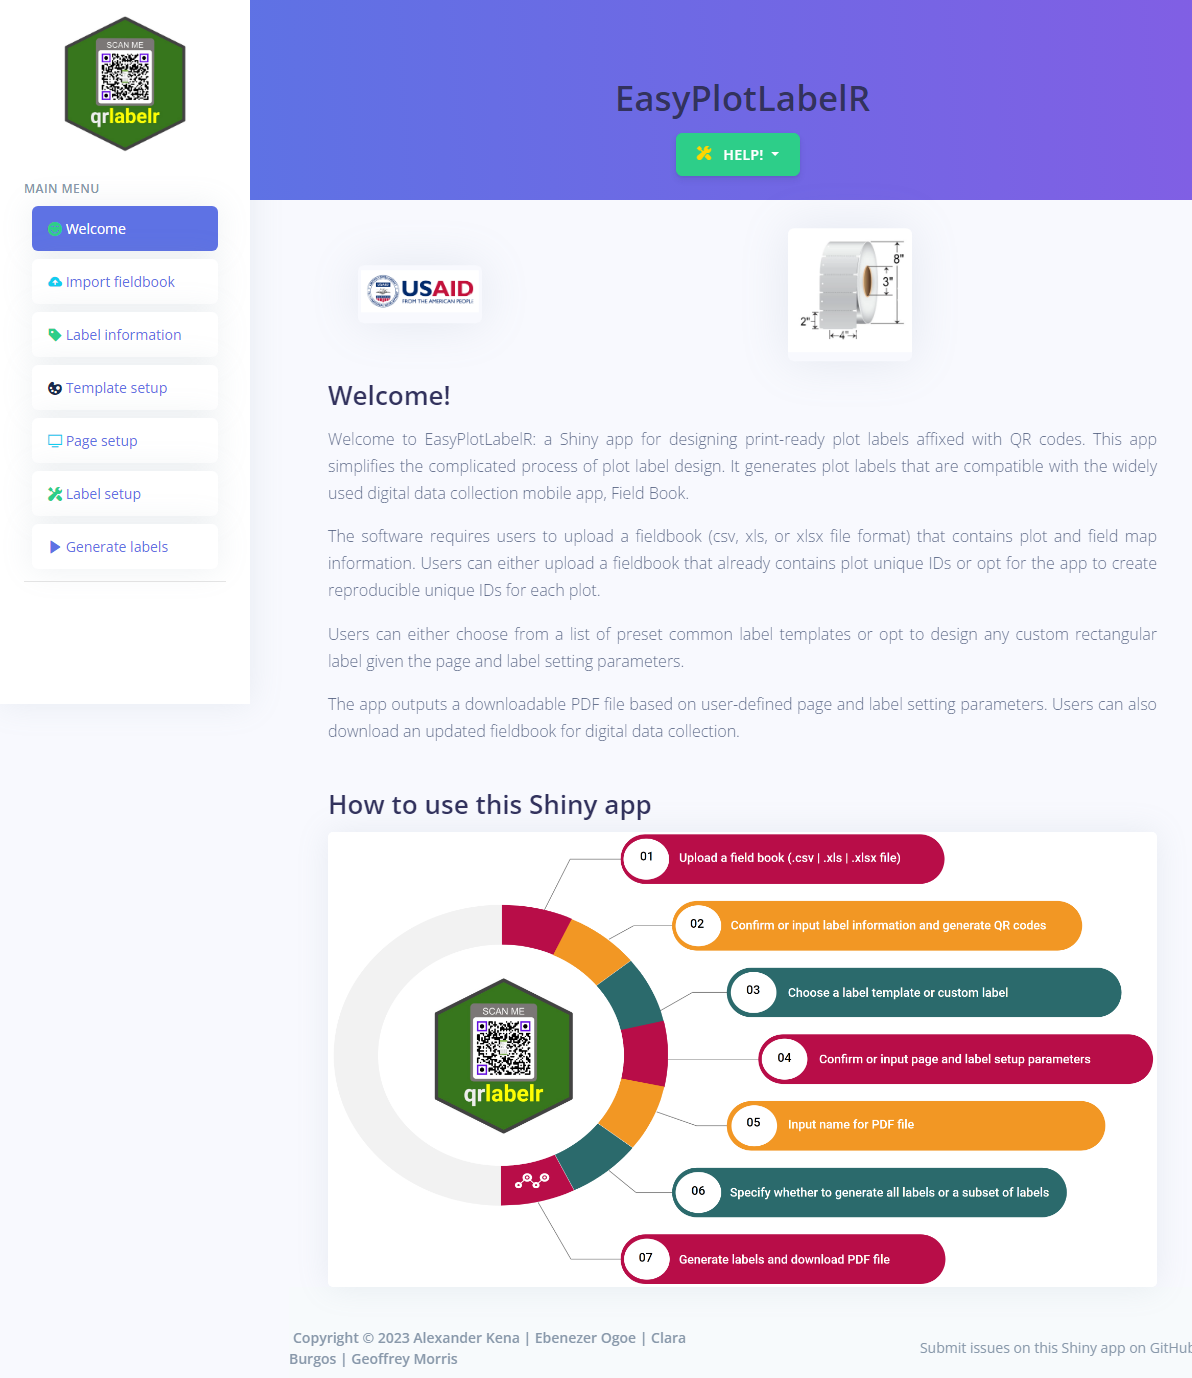 SCAN ME
qrlabelr
MAIN MENU
Welcome
Import fieldbook
Label information
Template setup
Page setup
Label setup
Generate labels
EasyPlotLabelR
HELP!
USAID
FROM THE AMERICAN PEOPLE
8"
3"
2"
4"
Welcome!
Welcome to EasyPlotLabelR: a Shiny app for designing print-ready plot labels affixed with QR codes. This app
simplifies the complicated process of plot label design. It generates plot labels that are compatible with the widely
used digital data collection mobile app, Field Book.
The software requires users to upload a fieldbook (csv, xls, or xlsx file format) that contains plot and field map
information. Users can either upload a fieldbook that already contains plot unique IDs or opt for the app to create
reproducible unique IDs for each plot.
Users can either choose from a list of preset common label templates or opt to design any custom rectangular
label given the page and label setting parameters.
The app outputs a downloadable PDF file based on user-defined page and label setting parameters. Users can also
download an updated fieldbook for digital data collection.
How to use this Shiny app
01 Upload a field book (.csv | .xls | .xlsx file)
02 Confirm or input label information and generate QR codes
03 Choose a label template or custom label
04 Confirm or input page and label setup parameters
05 Input name for PDF file
06 Specify whether to generate all labels or a subset of labels
07 Generate labels and download PDF file
SCAN ME
qrlabelr
Copyright © 2023 Alexander Kena | Ebenezer Ogoe | Clara
Burgos | Geoffrey Morris
Submit issues on this Shiny app on GitHub